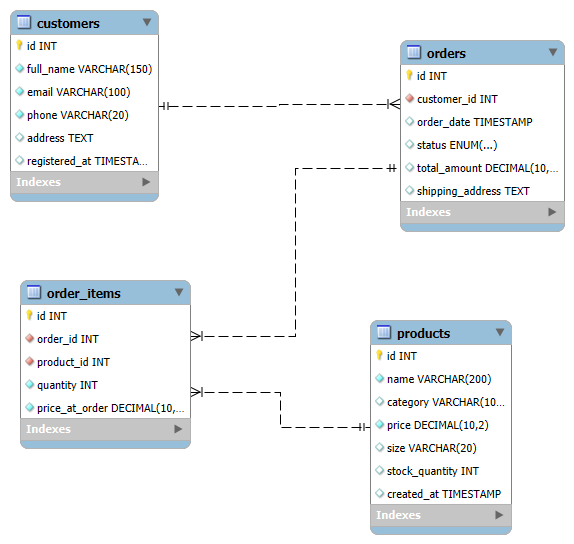 customers
id INT
full_name VARCHAR(150)
email VARCHAR(100)
phone VARCHAR(20)
address TEXT
registered_at TIMESTA...
Indexes
orders
id INT
customer_id INT
order_date TIMESTAMP
status ENUM(...)
total_amount DECIMAL(10,...
shipping_address TEXT
Indexes
order_items
id INT
order_id INT
product_id INT
quantity INT
price_at_order DECIMAL(10,...
Indexes
products
id INT
name VARCHAR(200)
category VARCHAR(10...
price DECIMAL(10,2)
size VARCHAR(20)
stock_quantity INT
created_at TIMESTAMP
Indexes